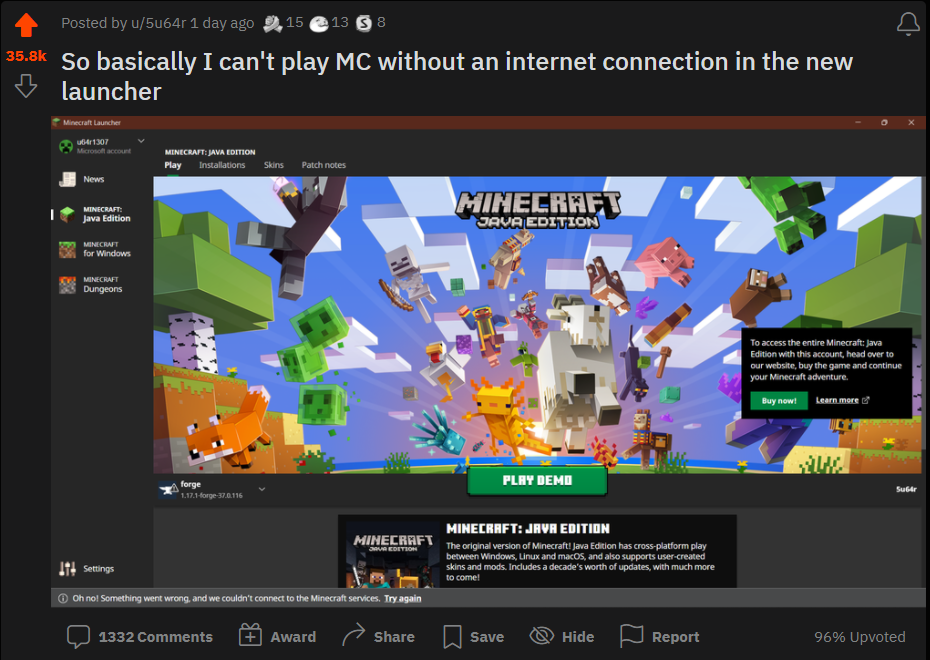 Posted by u/5u64r 1 day ago 15 13 8
35.8k
So basically I can't play MC without an internet connection in the new
launcher
Minecraft Launcher
u64r1307
Microsoft account
News
MINECRAFT:
Java Edition
MINECRAFT
for Windows
MINECRAFT
Dungeons
Settings
MINECRAFT: JAVA EDITION
Play Installations Skins Patch notes
MINECRAFT
JAVA EDITION
To access the entire Minecraft: Java
Edition with this account, head over to
our website, buy the game and continue
your Minecraft adventure.
Buy now! Learn more
forge
1.17.1-forge-37.0.116
PLAY DEMO
5u64r
MINECRAFT
JAVA EDITION
MINECRAFT: JAVA EDITION
The original version of Minecraft! Java Edition has cross-platform play
between Windows, Linux and macOS, and also supports user-created
skins and mods. Includes a decade's worth of updates, with much more
to come!
Oh no! Something went wrong, and we couldn't connect to the Minecraft services. Try again
1332 Comments Award Share Save Hide Report 96% Upvoted